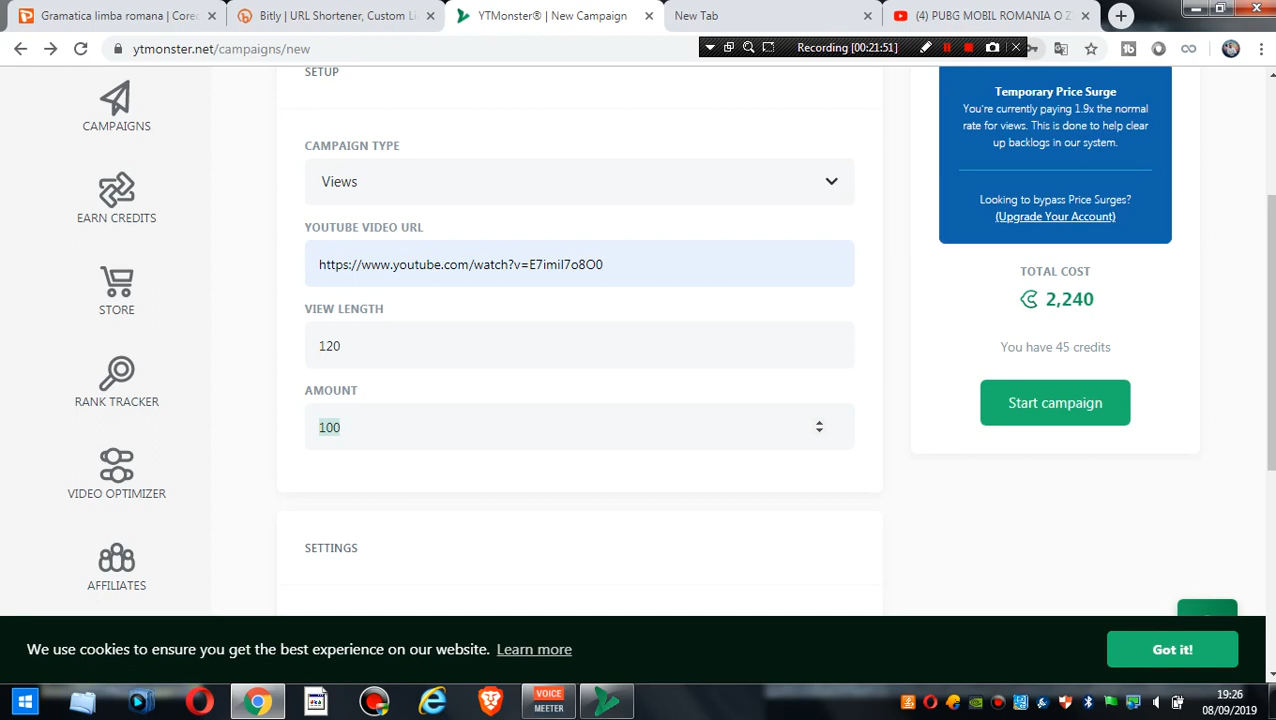 Gramatica limba romana | Core
Bitly | URL Shortener, Custom Li
YTMonster® | New Campaign
New Tab
(4) PUBG MOBIL ROMANIA O Z
ytmonster.net/campaigns/new
Recording [00:21:51]
CAMPAIGNS
EARN CREDITS
STORE
RANK TRACKER
VIDEO OPTIMIZER
AFFILIATES
SETUP
CAMPAIGN TYPE
Views
YOUTUBE VIDEO URL
https://www.youtube.com/watch?v=E7imiI7o8O0
VIEW LENGTH
120
AMOUNT
100
SETTINGS
Temporary Price Surge
You're currently paying 1.9x the normal
rate for views. This is done to help clear
up backlogs in our system.
Looking to bypass Price Surges?
(Upgrade Your Account)
TOTAL COST
2,240
You have 45 credits
Start campaign
We use cookies to ensure you get the best experience on our website. Learn more
Got it!
VOICE
MEETER
19:26
08/09/2019